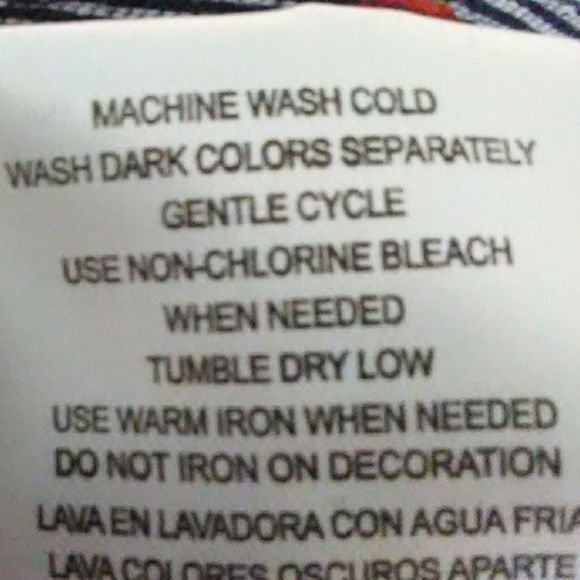 MACHINE WASH COLD
WASH DARK COLORS SEPARATELY
GENTLE CYCLE
USE NON-CHLORINE BLEACH
WHEN NEEDED
TUMBLE DRY LOW
USE WARM IRON WHEN NEEDED
DO NOT IRON ON DECORATION
LAVA EN LAVADORA CON AGUA FRIA
LAVA COLORES OSCUROS APARTE